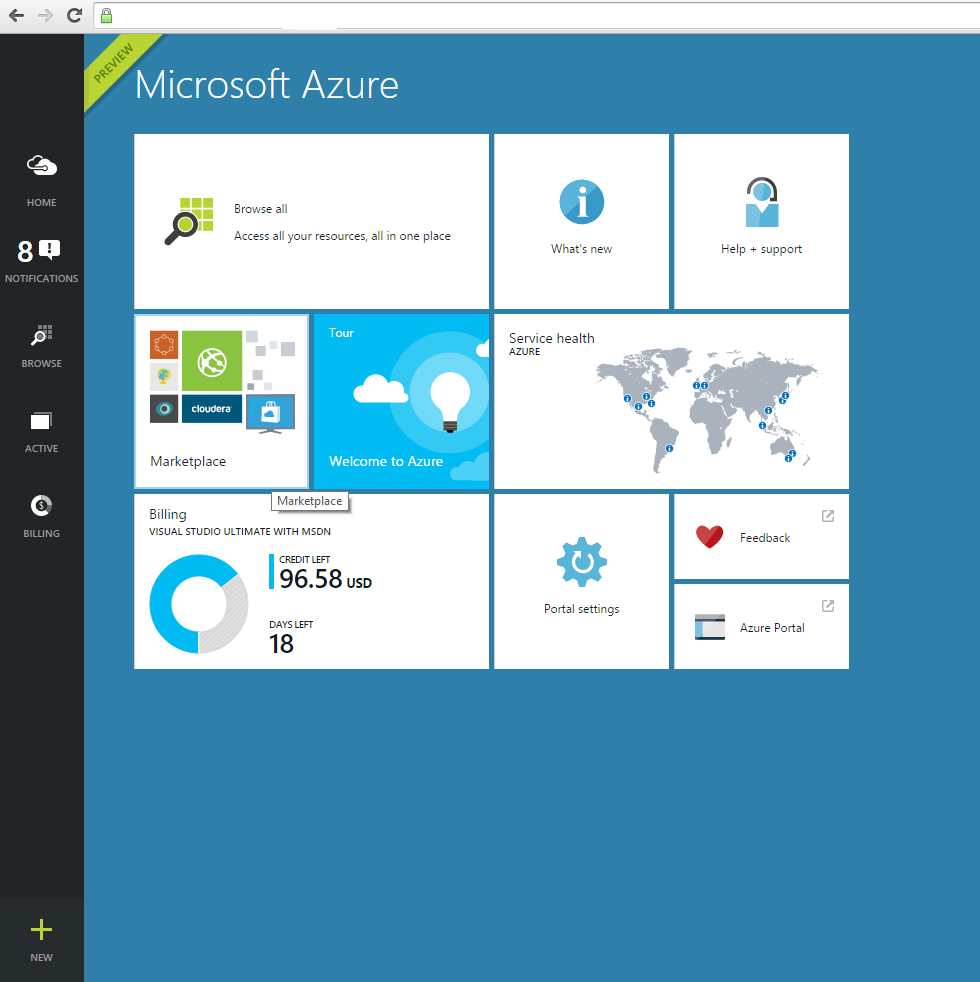 PREVIEW
Microsoft Azure
HOME
8
NOTIFICATIONS
BROWSE
ACTIVE
BILLING
NEW
Browse all
Access all your resources, all in one place
What's new
Help + support
cloudera
Marketplace
Tour
Welcome to Azure
Service health
AZURE
Marketplace
Billing
VISUAL STUDIO ULTIMATE WITH MSDN
CREDIT LEFT
96.58 USD
DAYS LEFT
18
Portal settings
Feedback
Azure Portal